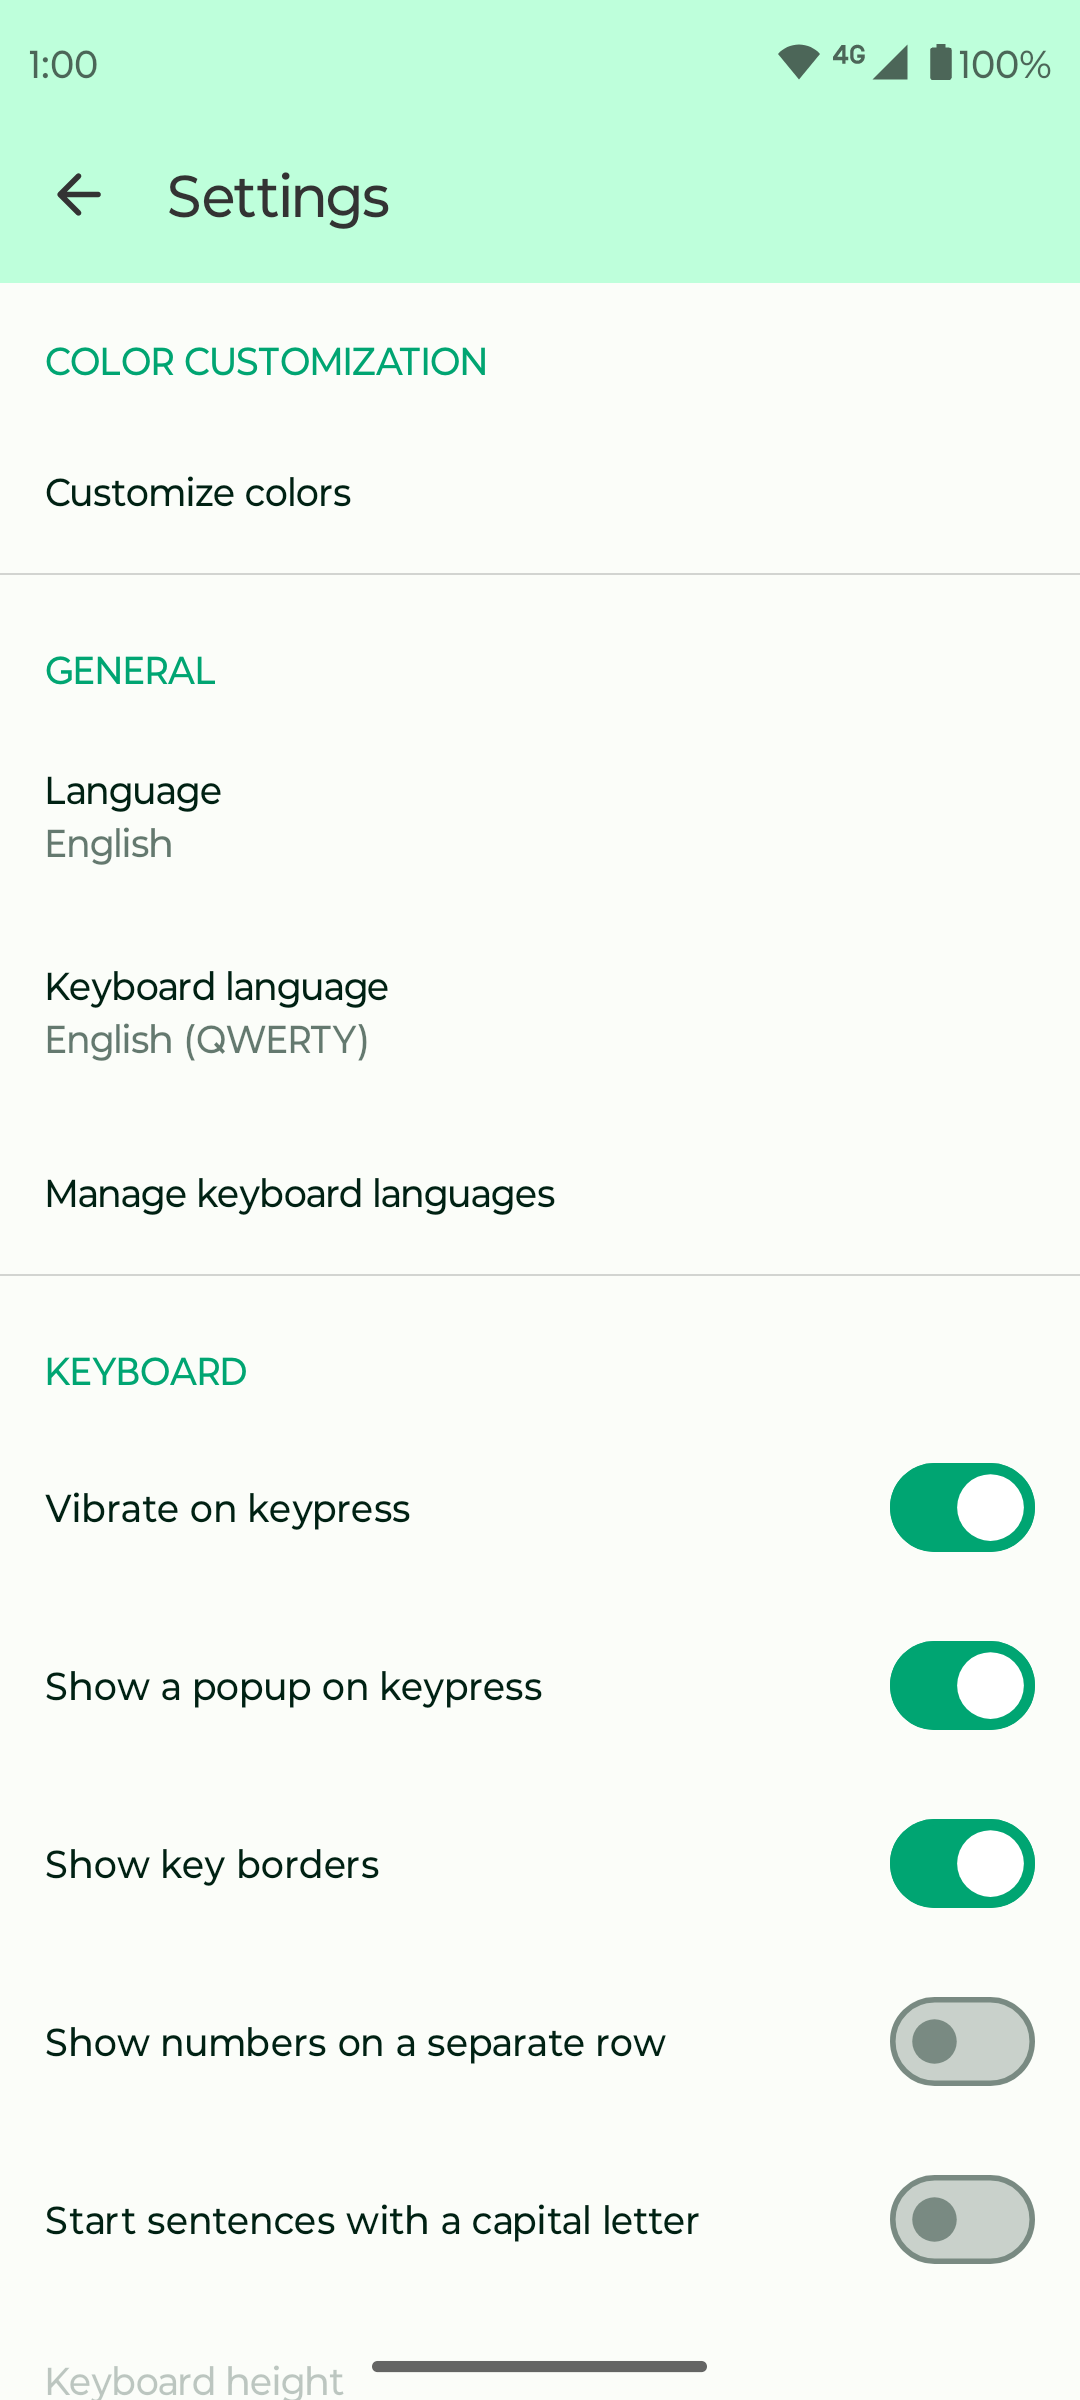 1:00
4G
100%
Settings
COLOR CUSTOMIZATION
Customize colors
GENERAL
Language
English
Keyboard language
English (QWERTY)
Manage keyboard languages
KEYBOARD
Vibrate on keypress
Show a popup on keypress
Show key borders
Show numbers on a separate row
Start sentences with a capital letter
Keyboard height